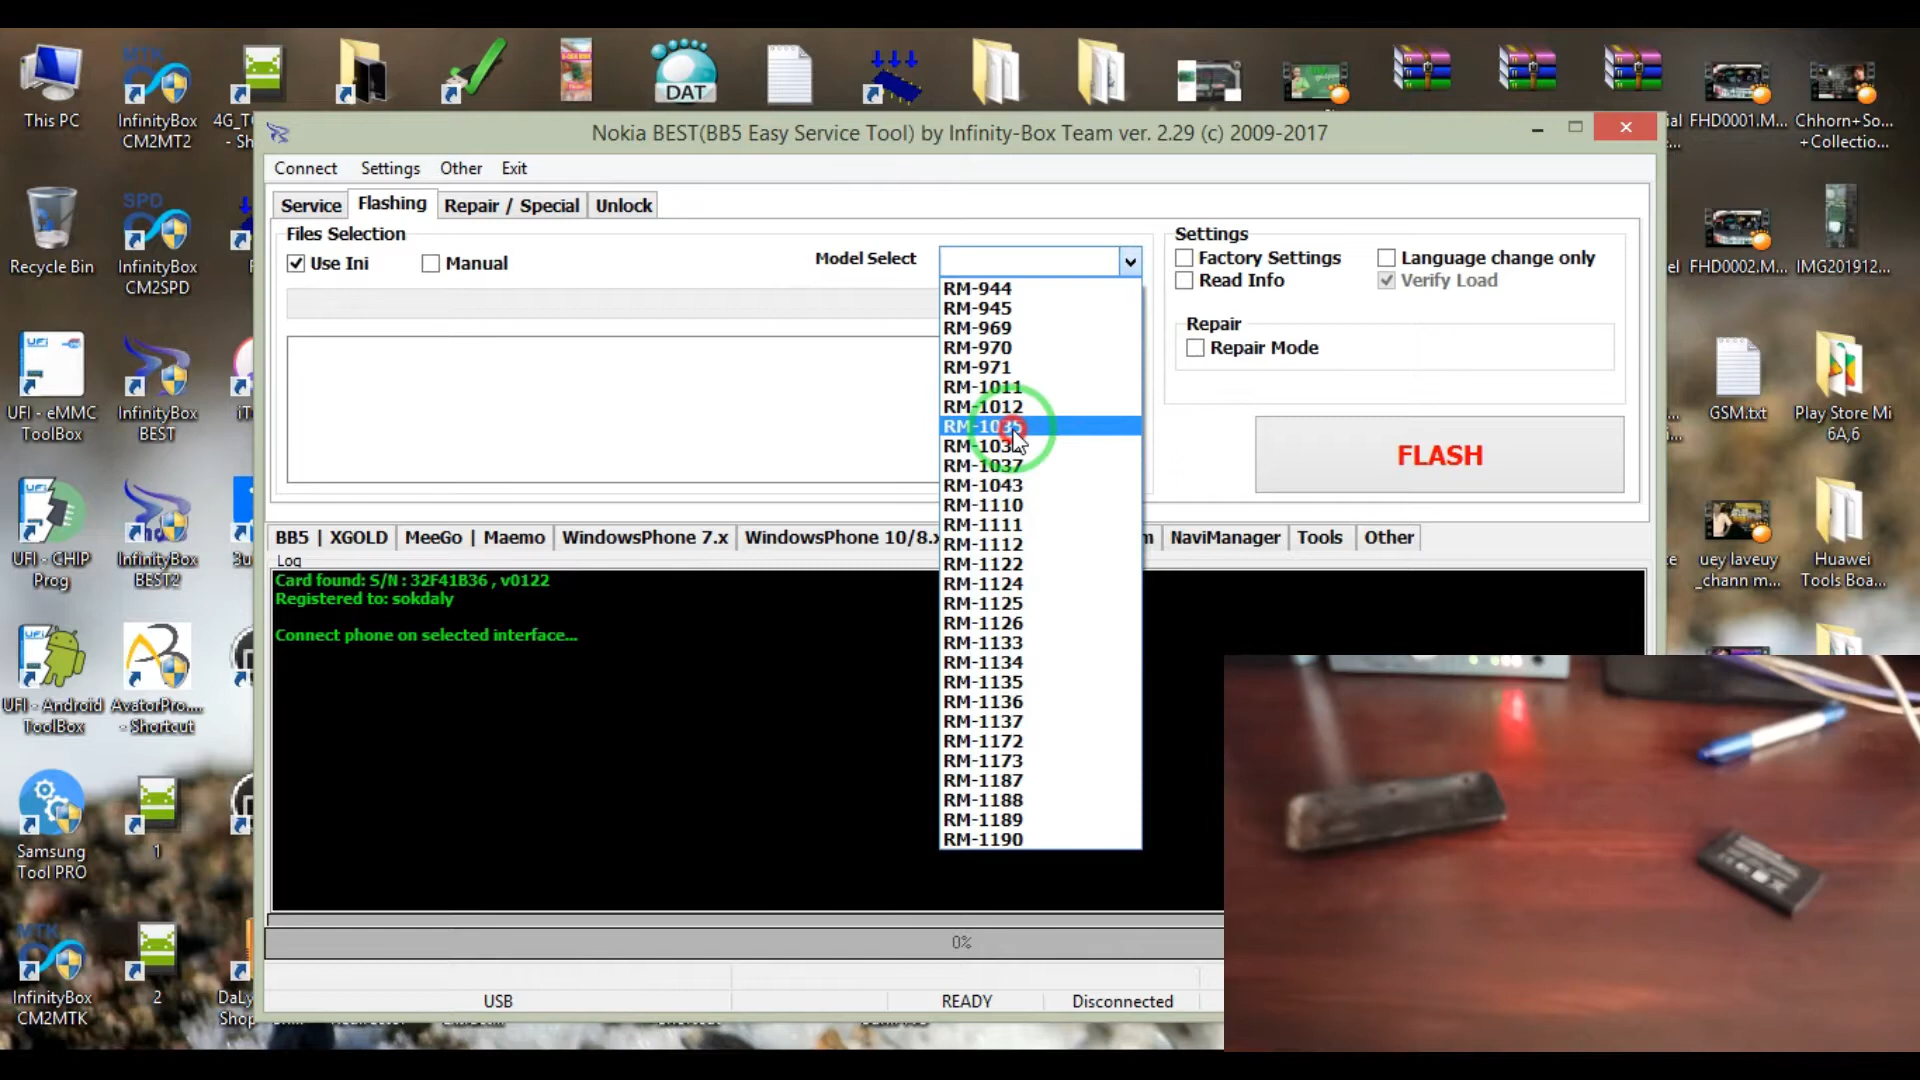 DAT
This PC
InfinityBox
CM2MT2
FHD0001.M...
Chhorn+So...
+Collectio...
Nokia BEST(BB5 Easy Service Tool) by Infinity-Box Team ver. 2.29 (c) 2009-2017
Connect
Settings
Other
Exit
Service
Flashing
Repair / Special
Unlock
Files Selection
Use Ini
Manual
Model Select
RM-944
RM-945
RM-969
RM-970
RM-971
RM-1011
RM-1012
RM-1035
RM-1037
RM-1043
RM-1110
RM-1111
RM-1112
RM-1122
RM-1124
RM-1125
RM-1126
RM-1133
RM-1134
RM-1135
RM-1136
RM-1137
RM-1172
RM-1173
RM-1187
RM-1188
RM-1189
RM-1190
Settings
Factory Settings
Language change only
Read Info
Verify Load
Repair
Repair Mode
FLASH
BB5 | XGOLD
MeeGo | Maemo
WindowsPhone 7.x
WindowsPhone 10/8.x
NaviManager
Tools
Other
Log
Card found: S/N : 32F41B36 , v0122
Registered to: sokdaly
Connect phone on selected interface...
0%
USB
READY
Disconnected
Recycle Bin
InfinityBox
CM2SPD
FHD0002.M...
IMG201912...
UFI - eMMC
ToolBox
InfinityBox
BEST
GSM.txt
Play Store Mi
6A,6
UFI - CHIP
Prog
InfinityBox
BEST2
uey laveuy
_chann m...
Huawei
Tools Boa...
UFI - Android
ToolBox
AvatorPro....
- Shortcut
Samsung
Tool PRO
1
InfinityBox
CM2MTK
2